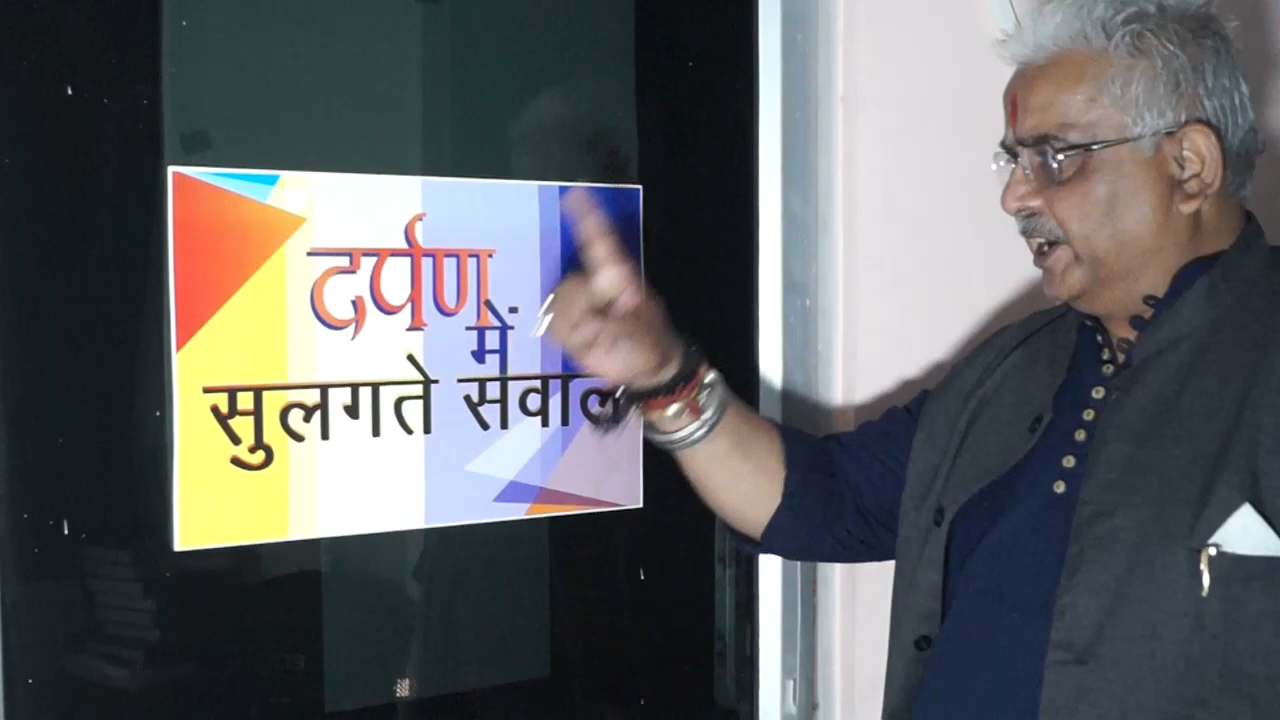 दर्पण
में
सुलगते सवाल